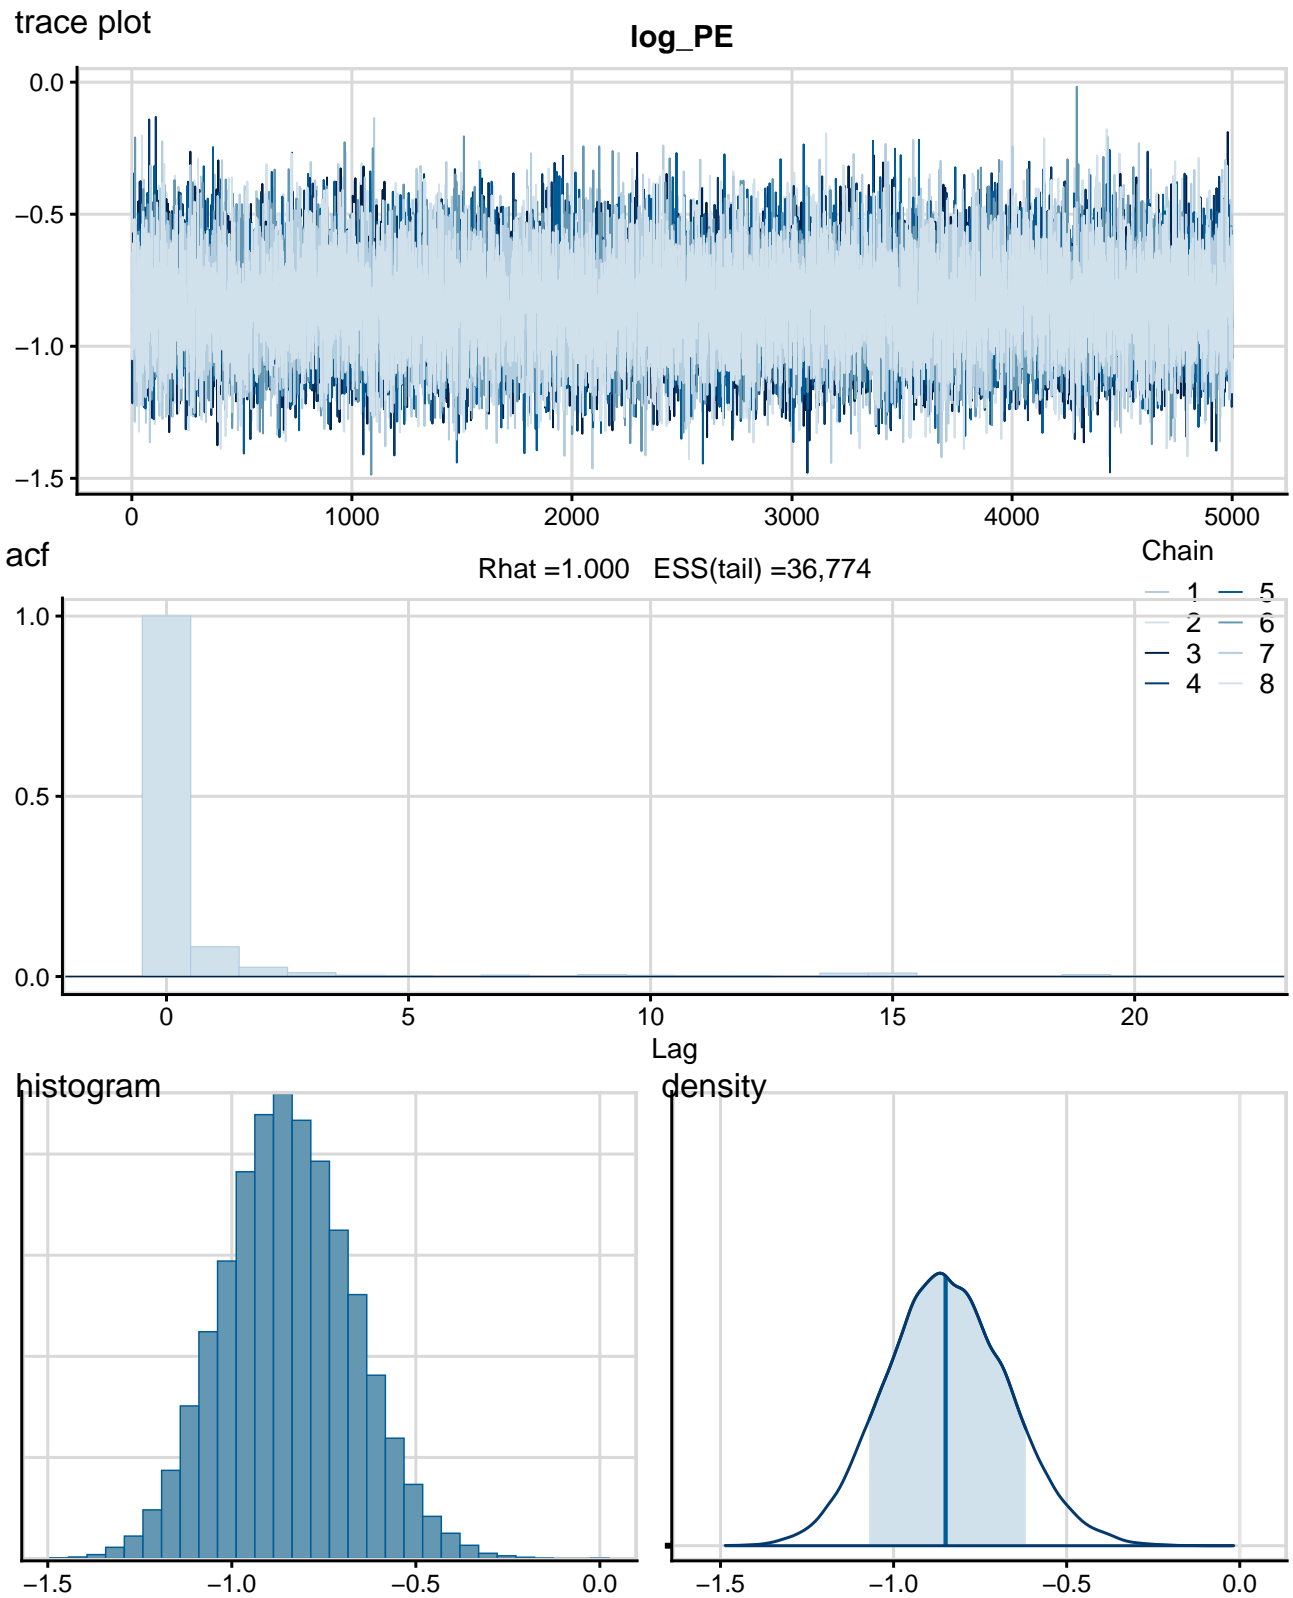 trace plot
log_PE
0.0
−0.5
−1.0
−1.5
0 1000 2000 3000 4000 5000
acf
Rhat =1.000 ESS(tail) =36,774
Chain
1 5
2 6
3 7
4 8
1.0
0.5
0.0
0 5 10 15 20
Lag
histogram
density
−1.5 −1.0 −0.5 0.0
−1.5 −1.0 −0.5 0.0